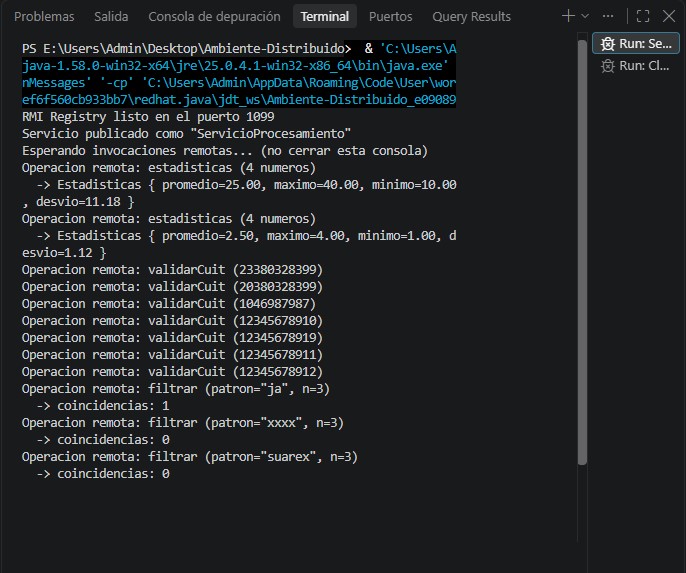 Problemas Salida Consola de depuración Terminal Puertos Query Results
PS E:\Users\Admin\Desktop\Ambiente-Distribuido> & 'C:\Users\A
java-1.58.0-win32-x64\jre\25.0.4.1-win32-x86_64\bin\java.exe'
nMessages' '-cp' 'C:\Users\Admin\AppData\Roaming\Code\User\wor
ef6f560cb933bb7\redhat.java\jdt_ws\Ambiente-Distribuido_e09089
RMI Registry listo en el puerto 1099
Servicio publicado como "ServicioProcesamiento"
Esperando invocaciones remotas... (no cerrar esta consola)
Operacion remota: estadisticas (4 numeros)
-> Estadisticas { promedio=25.00, maximo=40.00, minimo=10.00
, desvio=11.18 }
Operacion remota: estadisticas (4 numeros)
-> Estadisticas { promedio=2.50, maximo=4.00, minimo=1.00, d
esvio=1.12 }
Operacion remota: validarCuit (23380328399)
Operacion remota: validarCuit (20380328399)
Operacion remota: validarCuit (1046987987)
Operacion remota: validarCuit (12345678910)
Operacion remota: validarCuit (12345678919)
Operacion remota: validarCuit (12345678911)
Operacion remota: validarCuit (12345678912)
Operacion remota: filtrar (patron="ja", n=3)
-> coincidencias: 1
Operacion remota: filtrar (patron="xxxx", n=3)
-> coincidencias: 0
Operacion remota: filtrar (patron="suarex", n=3)
-> coincidencias: 0
Run: Se...
Run: Cl...